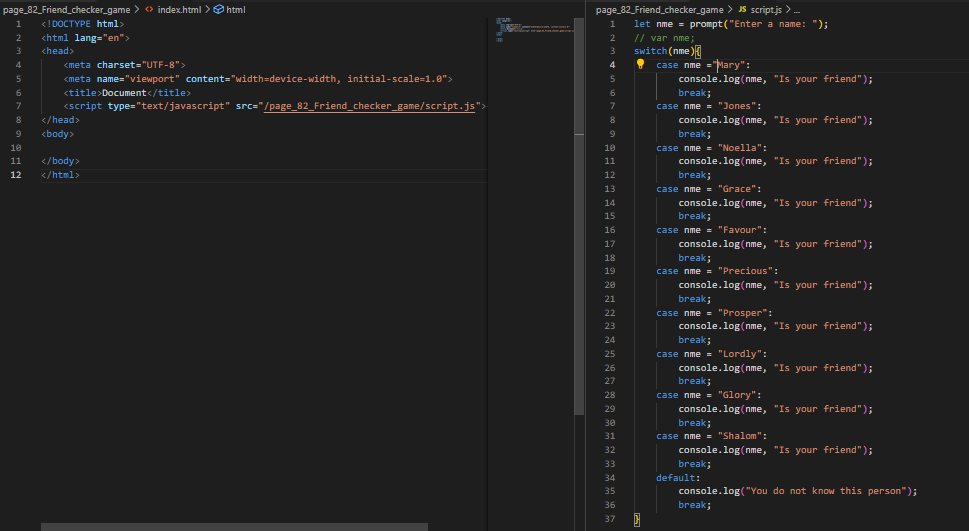 page_82_Friend_checker_game > index.html > html
1 <!DOCTYPE html>
2 <html lang="en">
3 <head>
4 <meta charset="UTF-8">
5 <meta name="viewport" content="width=device-width, initial-scale=1.0">
6 <title>Document</title>
7 <script type="text/javascript" src="/page_82_Friend_checker_game/script.js">
8 </head>
9 <body>
10
11 </body>
12 </html>
page_82_Friend_checker_game > JS script.js > ...
1 let nme = prompt("Enter a name: ");
2 // var nme;
3 switch(nme){
4 case nme ="Mary":
5 console.log(nme, "Is your friend");
6 break;
7 case nme = "Jones":
8 console.log(nme, "Is your friend");
9 break;
10 case nme = "Noella":
11 console.log(nme, "Is your friend");
12 break;
13 case nme = "Grace":
14 console.log(nme, "Is your friend");
15 break;
16 case nme = "Favour":
17 console.log(nme, "Is your friend");
18 break;
19 case nme = "Precious":
20 console.log(nme, "Is your friend");
21 break;
22 case nme = "Prosper":
23 console.log(nme, "Is your friend");
24 break;
25 case nme = "Lordly":
26 console.log(nme, "Is your friend");
27 break;
28 case nme = "Glory":
29 console.log(nme, "Is your friend");
30 break;
31 case nme = "Shalom":
32 console.log(nme, "Is your friend");
33 break;
34 default:
35 console.log("You do not know this person");
36 break;
37 }